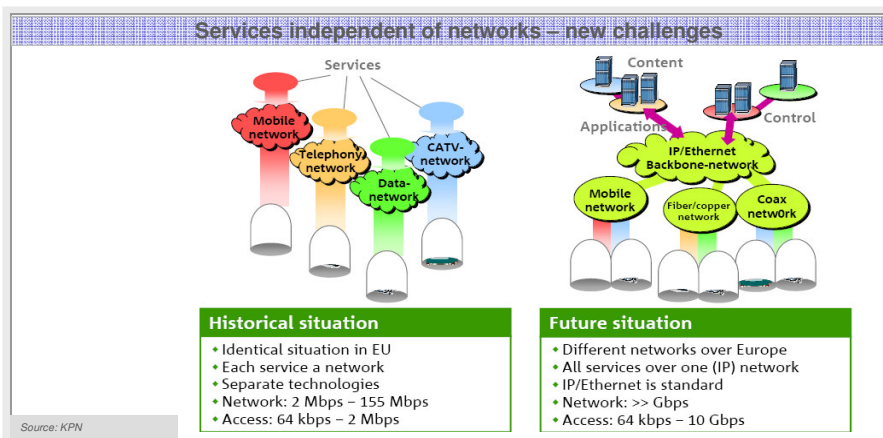 Services independent of networks – new challenges
Services
Mobile
network
Telephony
network
Data-
network
CATV-
network
Content
Applications
Control
IP/Ethernet
Backbone-network
Mobile
network
Fiber/copper
network
Coax
netw0rk
Historical situation
◆ Identical situation in EU
◆ Each service a network
◆ Separate technologies
◆ Network: 2 Mbps – 155 Mbps
◆ Access: 64 kbps – 2 Mbps
Future situation
◆ Different networks over Europe
◆ All services over one (IP) network
◆ IP/Ethernet is standard
◆ Network: >> Gbps
◆ Access: 64 kbps – 10 Gbps
Source: KPN